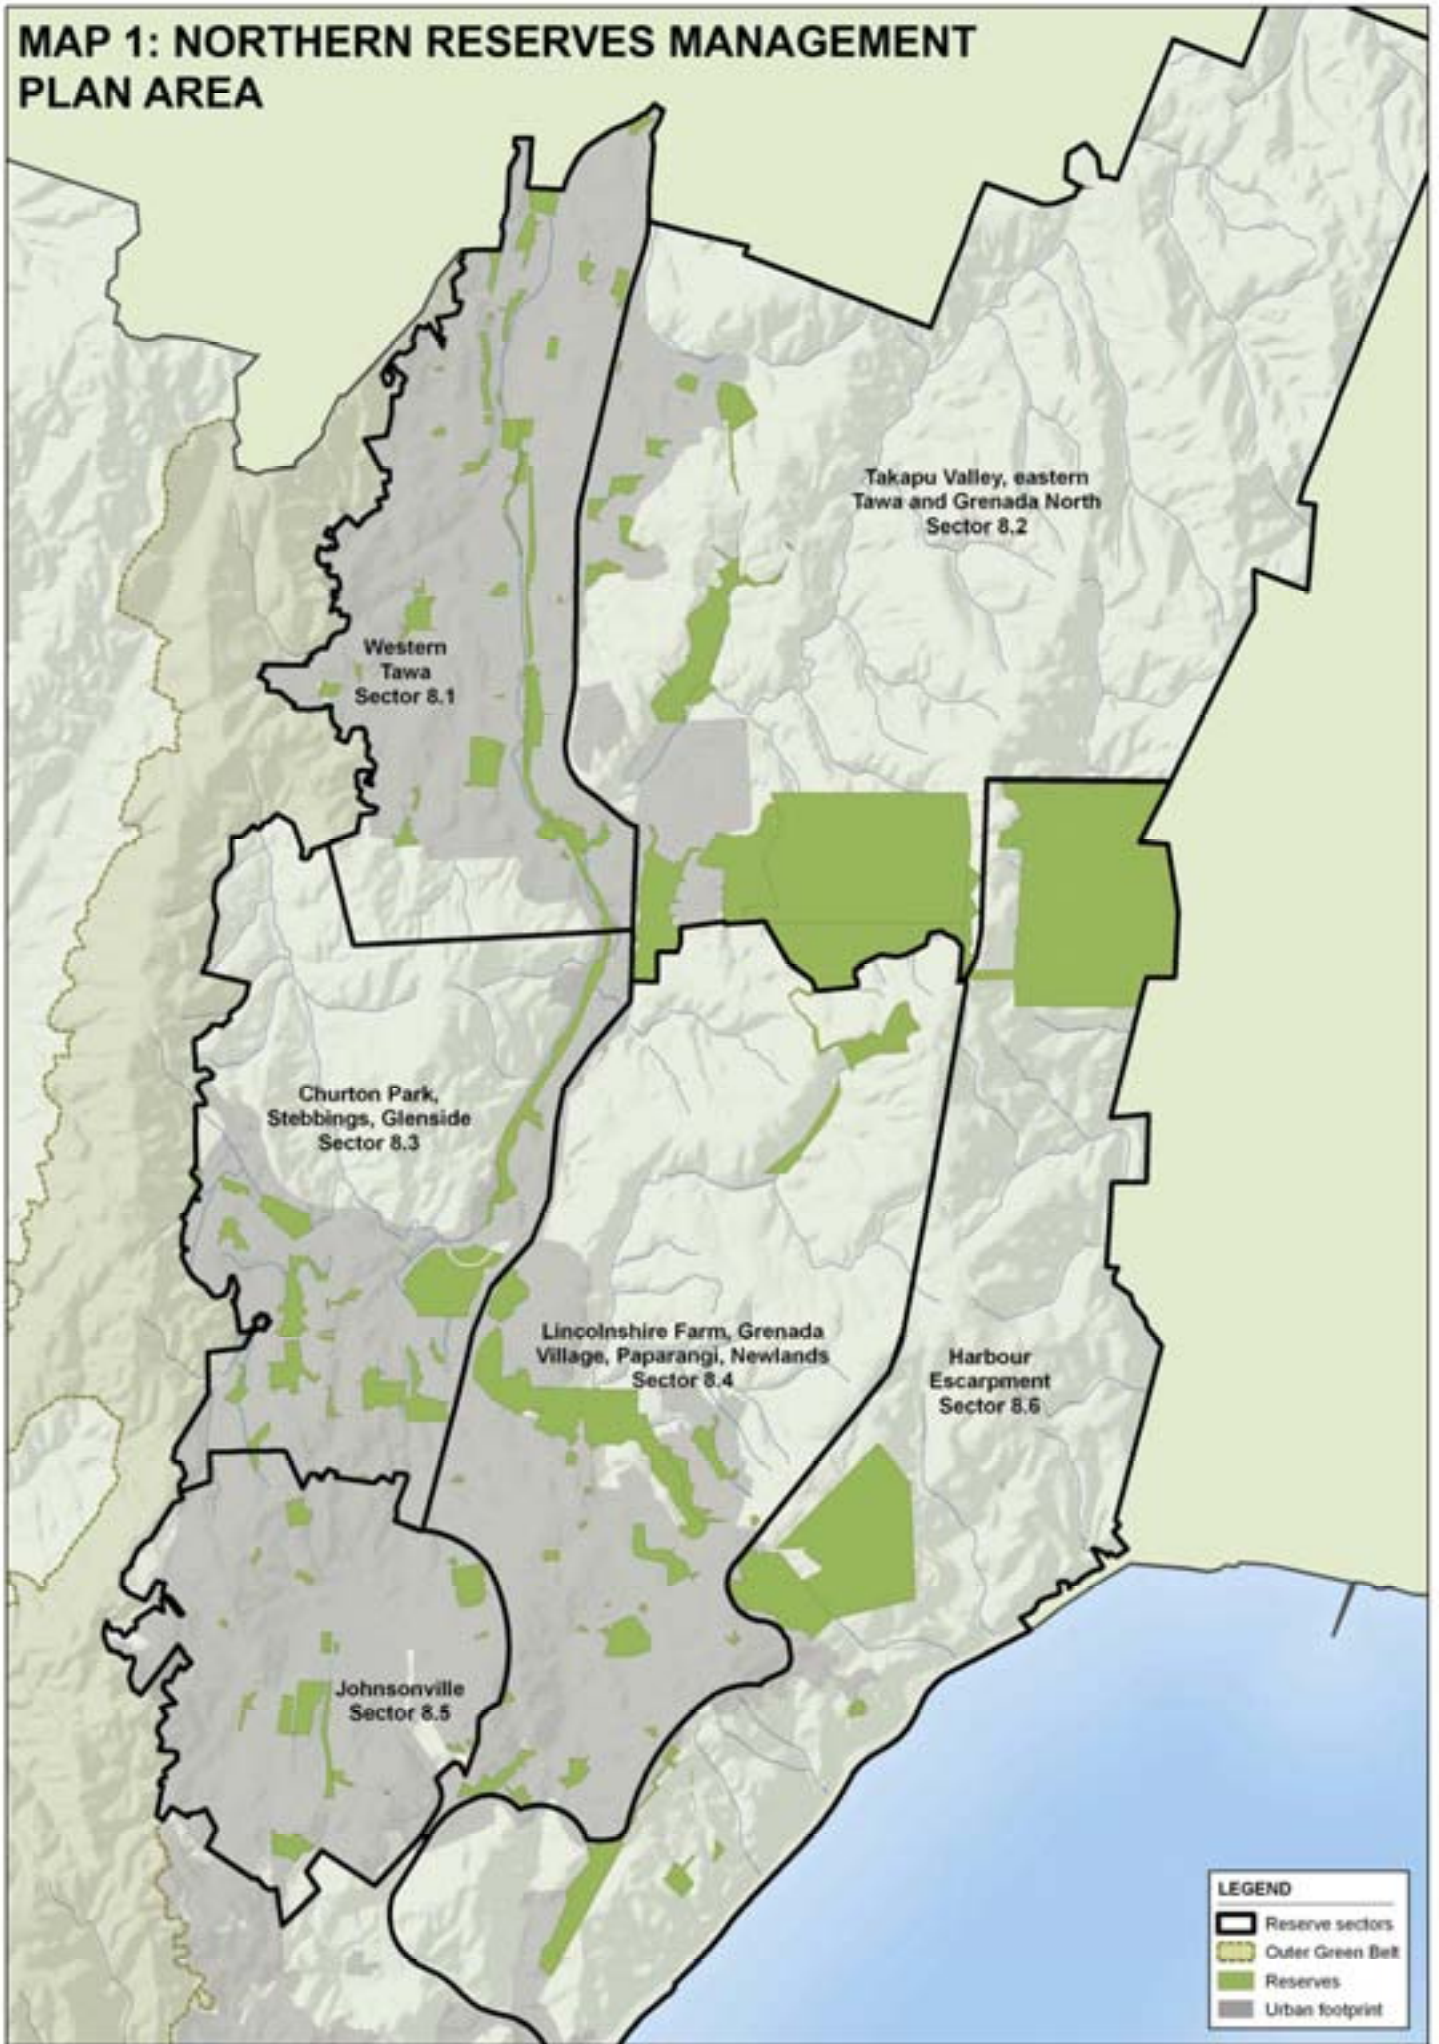 MAP 1: NORTHERN RESERVES MANAGEMENT
PLAN AREA
Takapu Valley, eastern
Tawa and Grenada North
Sector 8.2
Western
Tawa
Sector 8.1
Churton Park,
Stebbings, Glenside
Sector 8.3
Lincolnshire Farm, Grenada
Village, Paparangi, Newlands
Sector 8.4
Harbour
Escarpment
Sector 8.6
Johnsonville
Sector 8.5
LEGEND
Reserve sectors
Outer Green Belt
Reserves
Urban footprint